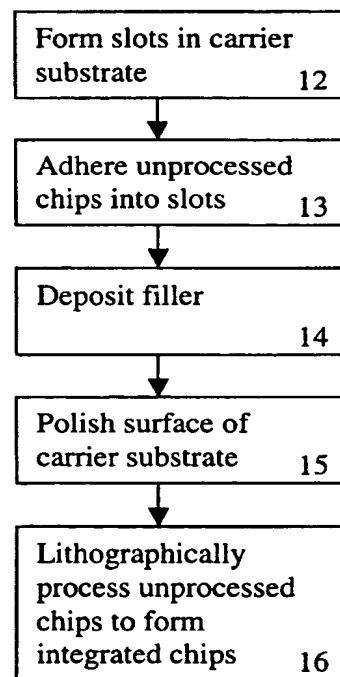 Form slots in carrier
substrate 12
Adhere unprocessed
chips into slots 13
Deposit filler
14
Polish surface of
carrier substrate 15
Lithographically
process unprocessed
chips to form
integrated chips 16